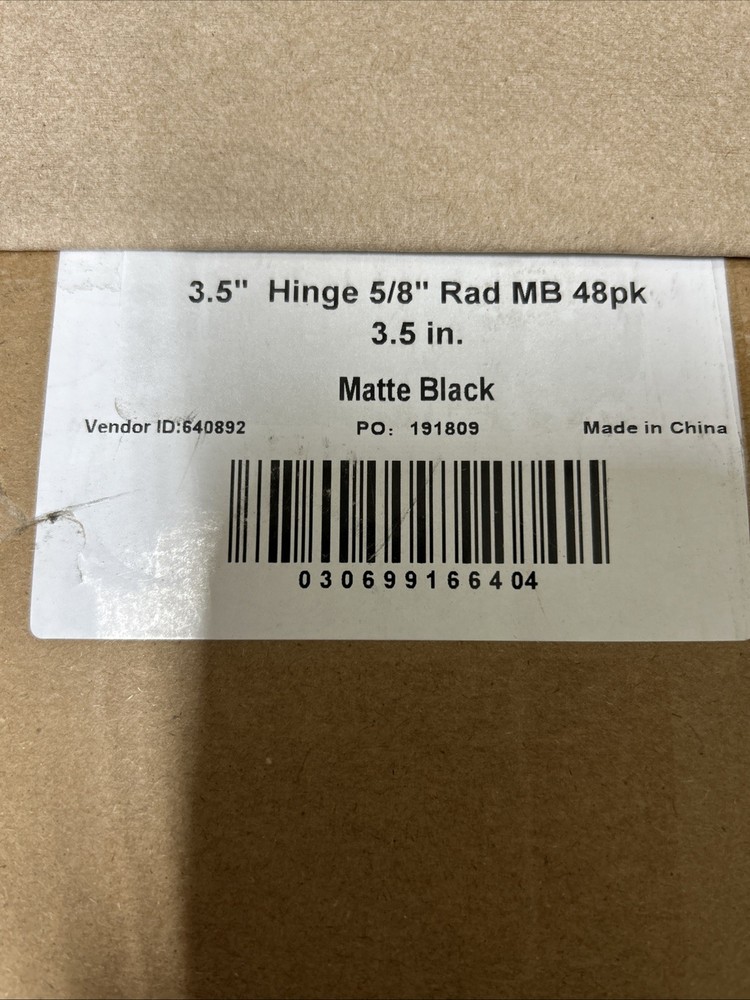 3.5" Hinge 5/8" Rad MB 48pk
3.5 in.
Matte Black
Vendor ID:640892 PO: 191809 Made in China
030699166404